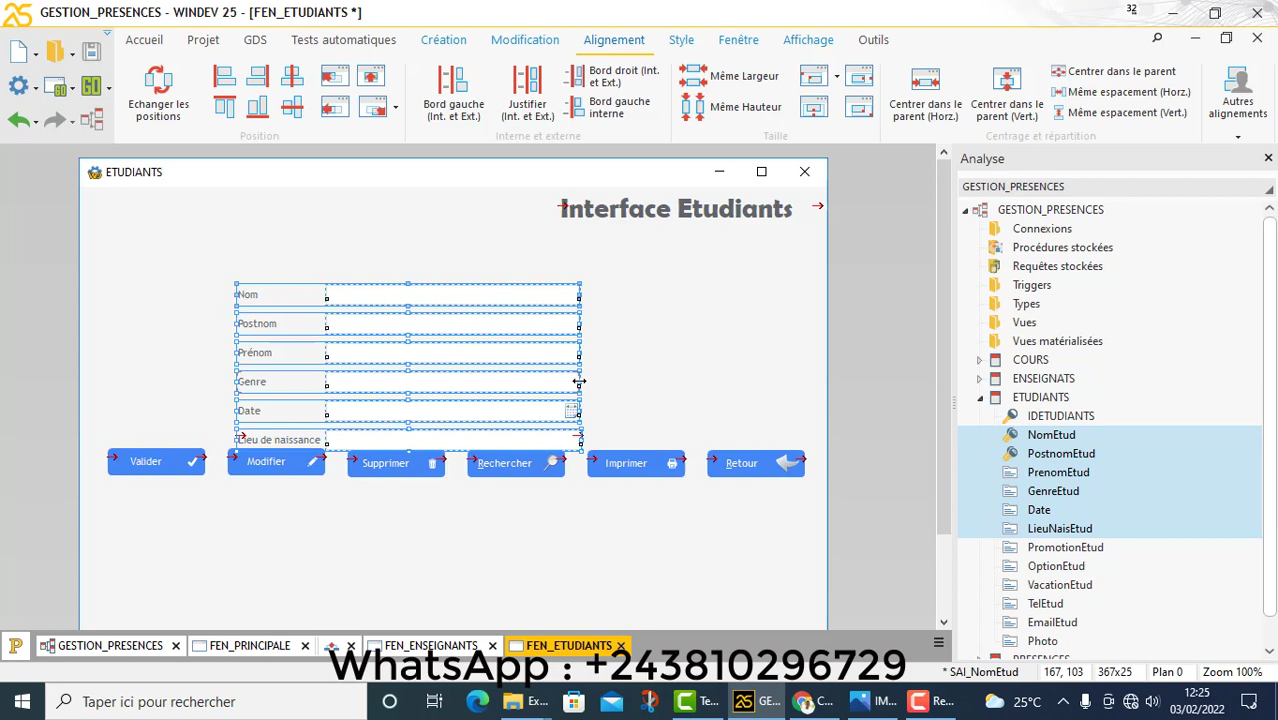 GESTION_PRESENCES - WINDEV 25 - [FEN_ETUDIANTS *]
32
Accueil
Projet
GDS
Tests automatiques
Création
Modification
Alignement
Style
Fenêtre
Affichage
Outils
Echanger les positions
Bord gauche (Int. et Ext.)
Justifier (Int. et Ext.)
Bord droit (Int. et Ext.)
Bord gauche interne
Même Largeur
Même Hauteur
Centrer dans le parent (Horz.)
Centrer dans le parent (Vert.)
Centrer dans le parent
Même espacement (Horz.)
Même espacement (Vert.)
Autres alignements
Position
Interne et externe
Taille
Centrage et répartition
ETUDIANTS
Interface Etudiants
Nom
Postnom
Prénom
Genre
Date
Lieu de naissance
Valider
Modifier
Supprimer
Rechercher
Imprimer
Retour
Analyse
GESTION_PRESENCES
GESTION_PRESENCES
Connexions
Procédures stockées
Requêtes stockées
Triggers
Types
Vues
Vues matérialisées
COURS
ENSEIGNATS
ETUDIANTS
IDETUDIANTS
NomEtud
PostnomEtud
PrenomEtud
GenreEtud
Date
LieuNaisEtud
PromotionEtud
OptionEtud
VacationEtud
TelEtud
EmailEtud
Photo
PRESENCES
GESTION_PRESENCES
FEN_PRINCIPALE
FEN_ENSEIGNANTS
FEN_ETUDIANTS
WhatsApp : +243810296729
* SAI_NomEtud
167, 103
367x25
Plan 0
Zoom 100%
Taper ici pour rechercher
Ex...
Te...
GE...
C...
IM...
Re...
25°C
12:25
03/02/2022